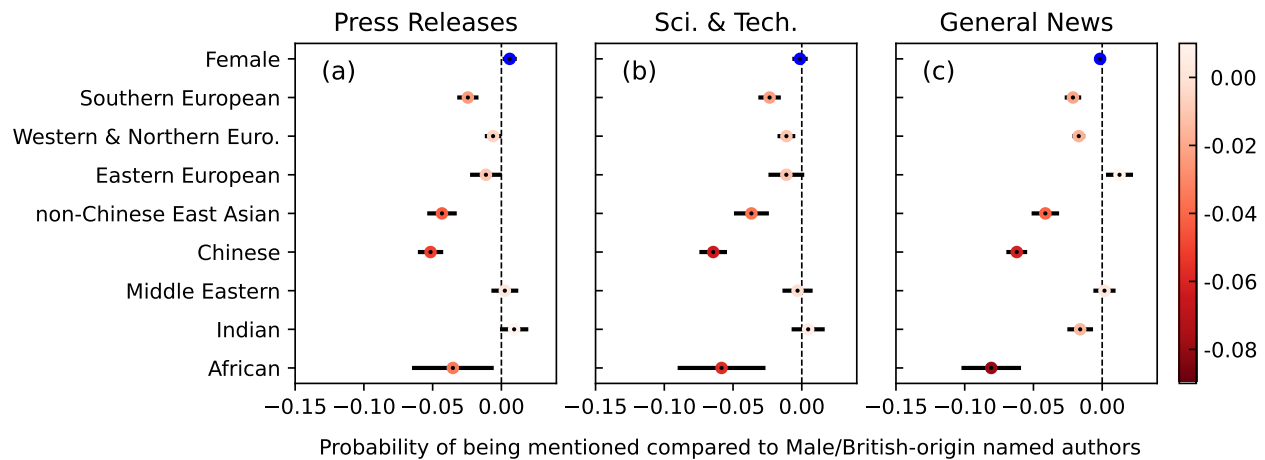 Press Releases Sci. & Tech. General News
(a) (b) (c)
Female
Southern European
Western & Northern Euro.
Eastern European
non-Chinese East Asian
Chinese
Middle Eastern
Indian
African
0.00
-0.02
-0.04
-0.06
-0.08
−0.15 −0.10 −0.05 0.00 −0.15 −0.10 −0.05 0.00 −0.15 −0.10 −0.05 0.00
Probability of being mentioned compared to Male/British-origin named authors